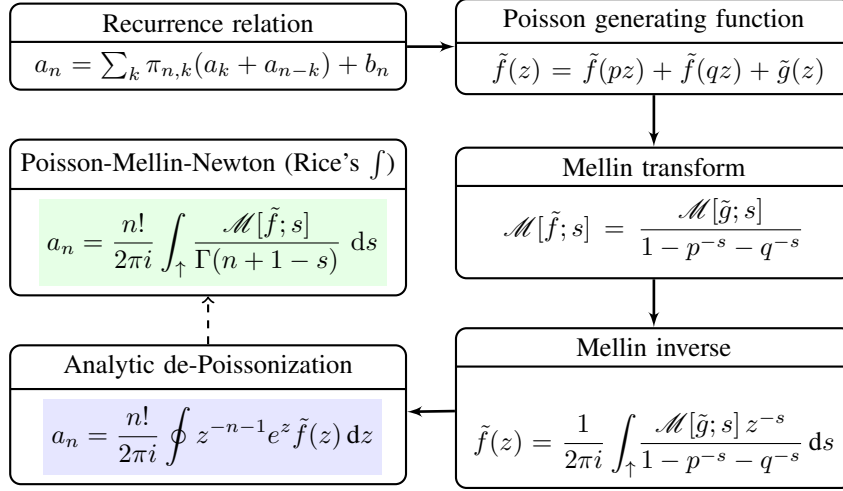 Recurrence relation
a_n = ∑_k π_{n,k}(a_k + a_{n−k}) + b_n
Poisson generating function
f̃(z) = f̃(pz) + f̃(qz) + g̃(z)
Mellin transform
ℳ[f̃; s] = ℳ[g̃; s] / (1 − p^{−s} − q^{−s})
Mellin inverse
f̃(z) = 1/(2πi) ∫_↑ ℳ[g̃; s] z^{−s} / (1 − p^{−s} − q^{−s}) ds
Analytic de-Poissonization
a_n = n!/(2πi) ∮ z^{−n−1} e^z f̃(z) dz
Poisson-Mellin-Newton (Rice's ∫)
a_n = n!/(2πi) ∫_↑ ℳ[f̃; s] / Γ(n + 1 − s) ds